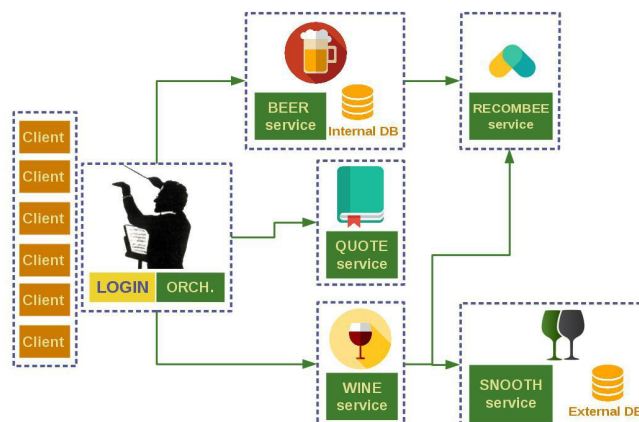 Client
Client
Client
Client
Client
Client
LOGIN
ORCH.
BEER
service
Internal DB
QUOTE
service
WINE
service
RECOMBEE
service
SNOOTH
service
External DB